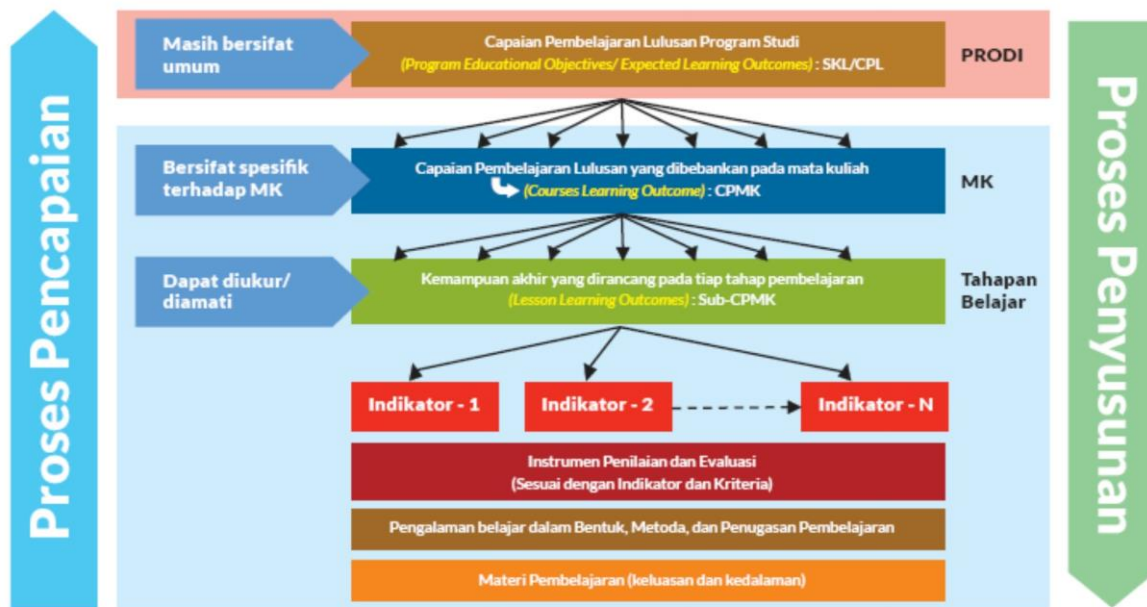 Proses Pencapaian
Masih bersifat
umum
Capaian Pembelajaran Lulusan Program Studi
(Program Educational Objectives/ Expected Learning Outcomes) : SKL/CPL
PRODI
Bersifat spesifik
terhadap MK
Capaian Pembelajaran Lulusan yang dibebankan pada mata kuliah
(Courses Learning Outcome) : CPMK
MK
Dapat diukur/
diamati
Kemampuan akhir yang dirancang pada tiap tahap pembelajaran
(Lesson Learning Outcomes) : Sub-CPMK
Tahapan
Belajar
Indikator - 1
Indikator - 2
Indikator - N
Instrumen Penilaian dan Evaluasi
(Sesuai dengan Indikator dan Kriteria)
Pengalaman belajar dalam Bentuk, Metoda, dan Penugasan Pembelajaran
Materi Pembelajaran (keluasan dan kedalaman)
Proses Penyusunan